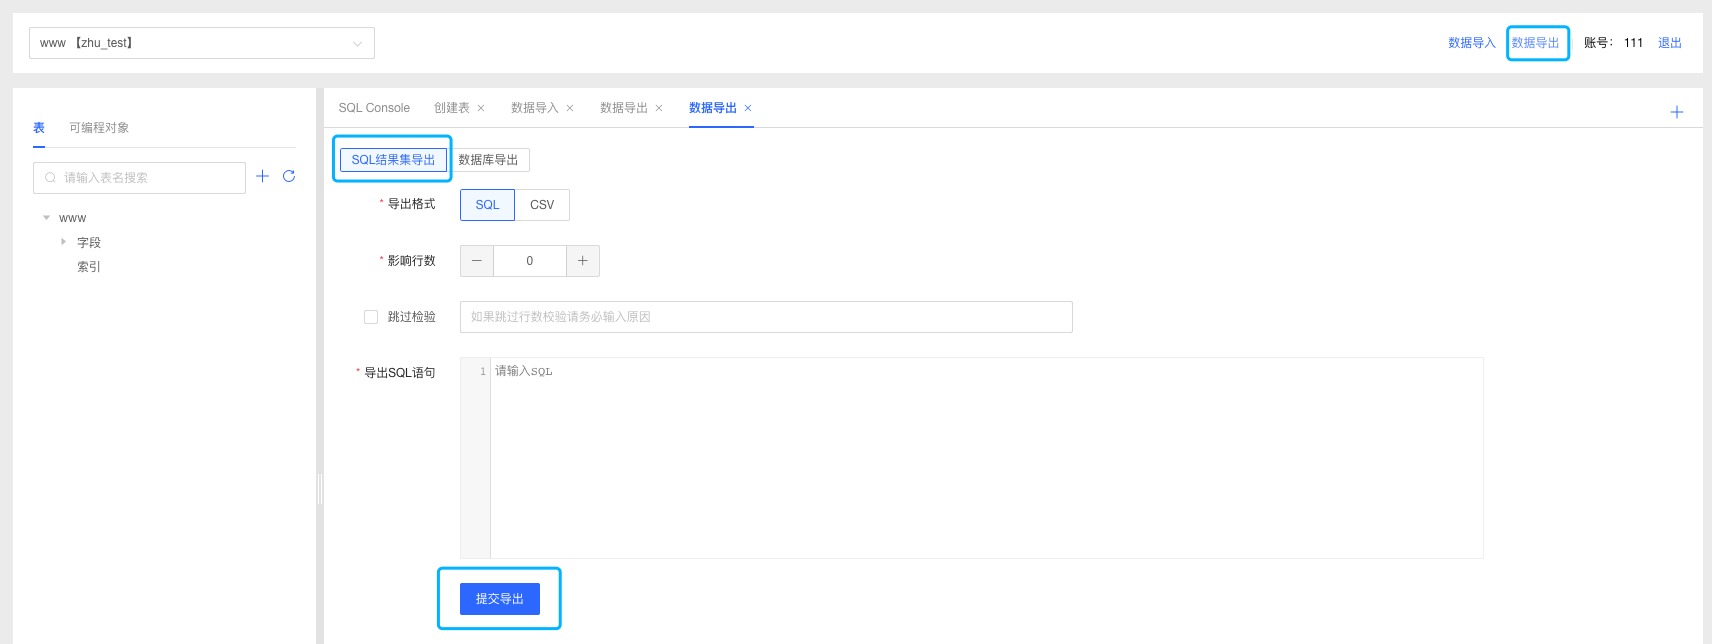 www 【zhu_test】
数据导入 数据导出 账号： 111 退出
表 可编程对象
请输入表名搜索
www
字段
索引
SQL Console 创建表 数据导入 数据导出 数据导出
SQL结果集导出 数据库导出
* 导出格式 SQL CSV
* 影响行数 0
跳过检验 如果跳过行数校验请务必输入原因
* 导出SQL语句 1 请输入SQL
提交导出